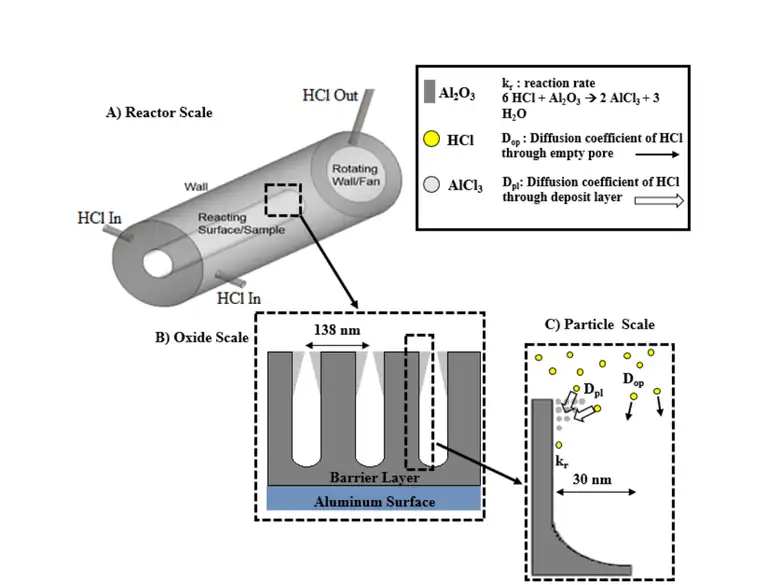 A) Reactor Scale
HCl Out
Wall
Rotating
Wall/Fan
Reacting
Surface/Sample
HCl In
HCl In
Al₂O₃
kᵣ : reaction rate
6 HCl + Al₂O₃ → 2 AlCl₃ + 3
H₂O
HCl
Dₒₚ : Diffusion coefficient of HCl
through empty pore
AlCl₃
Dₚₗ: Diffusion coefficient of HCl
through deposit layer
B) Oxide Scale
138 nm
Barrier Layer
Aluminum Surface
C) Particle Scale
Dₚₗ
Dₒₚ
kᵣ
30 nm